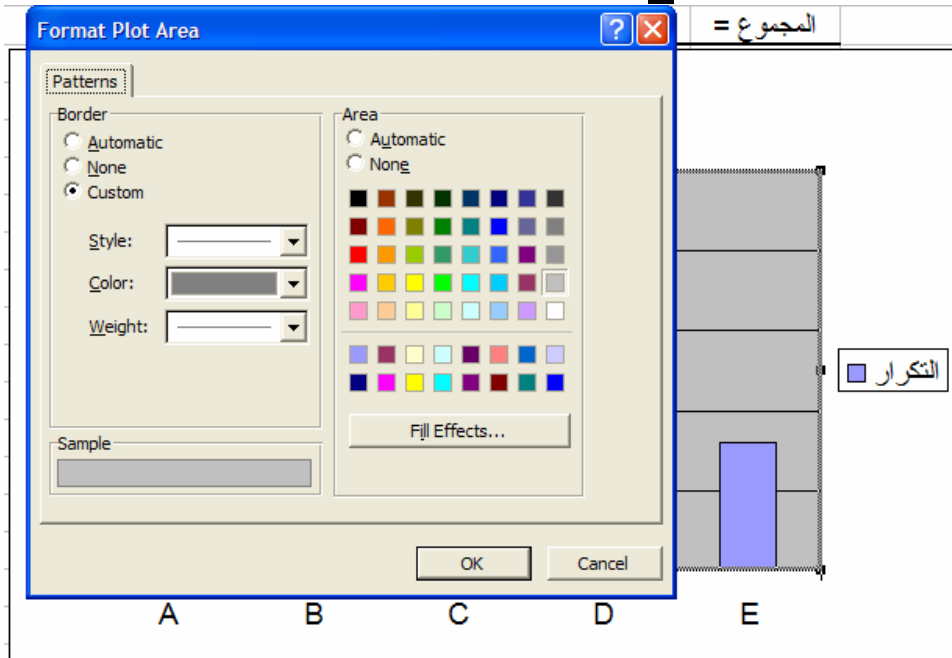 Format Plot Area
المجموع =
Patterns
Border
Automatic
None
Custom
Style:
Color:
Weight:
Sample
Area
Automatic
None
Fill Effects...
OK
Cancel
التكرار
A B C D E